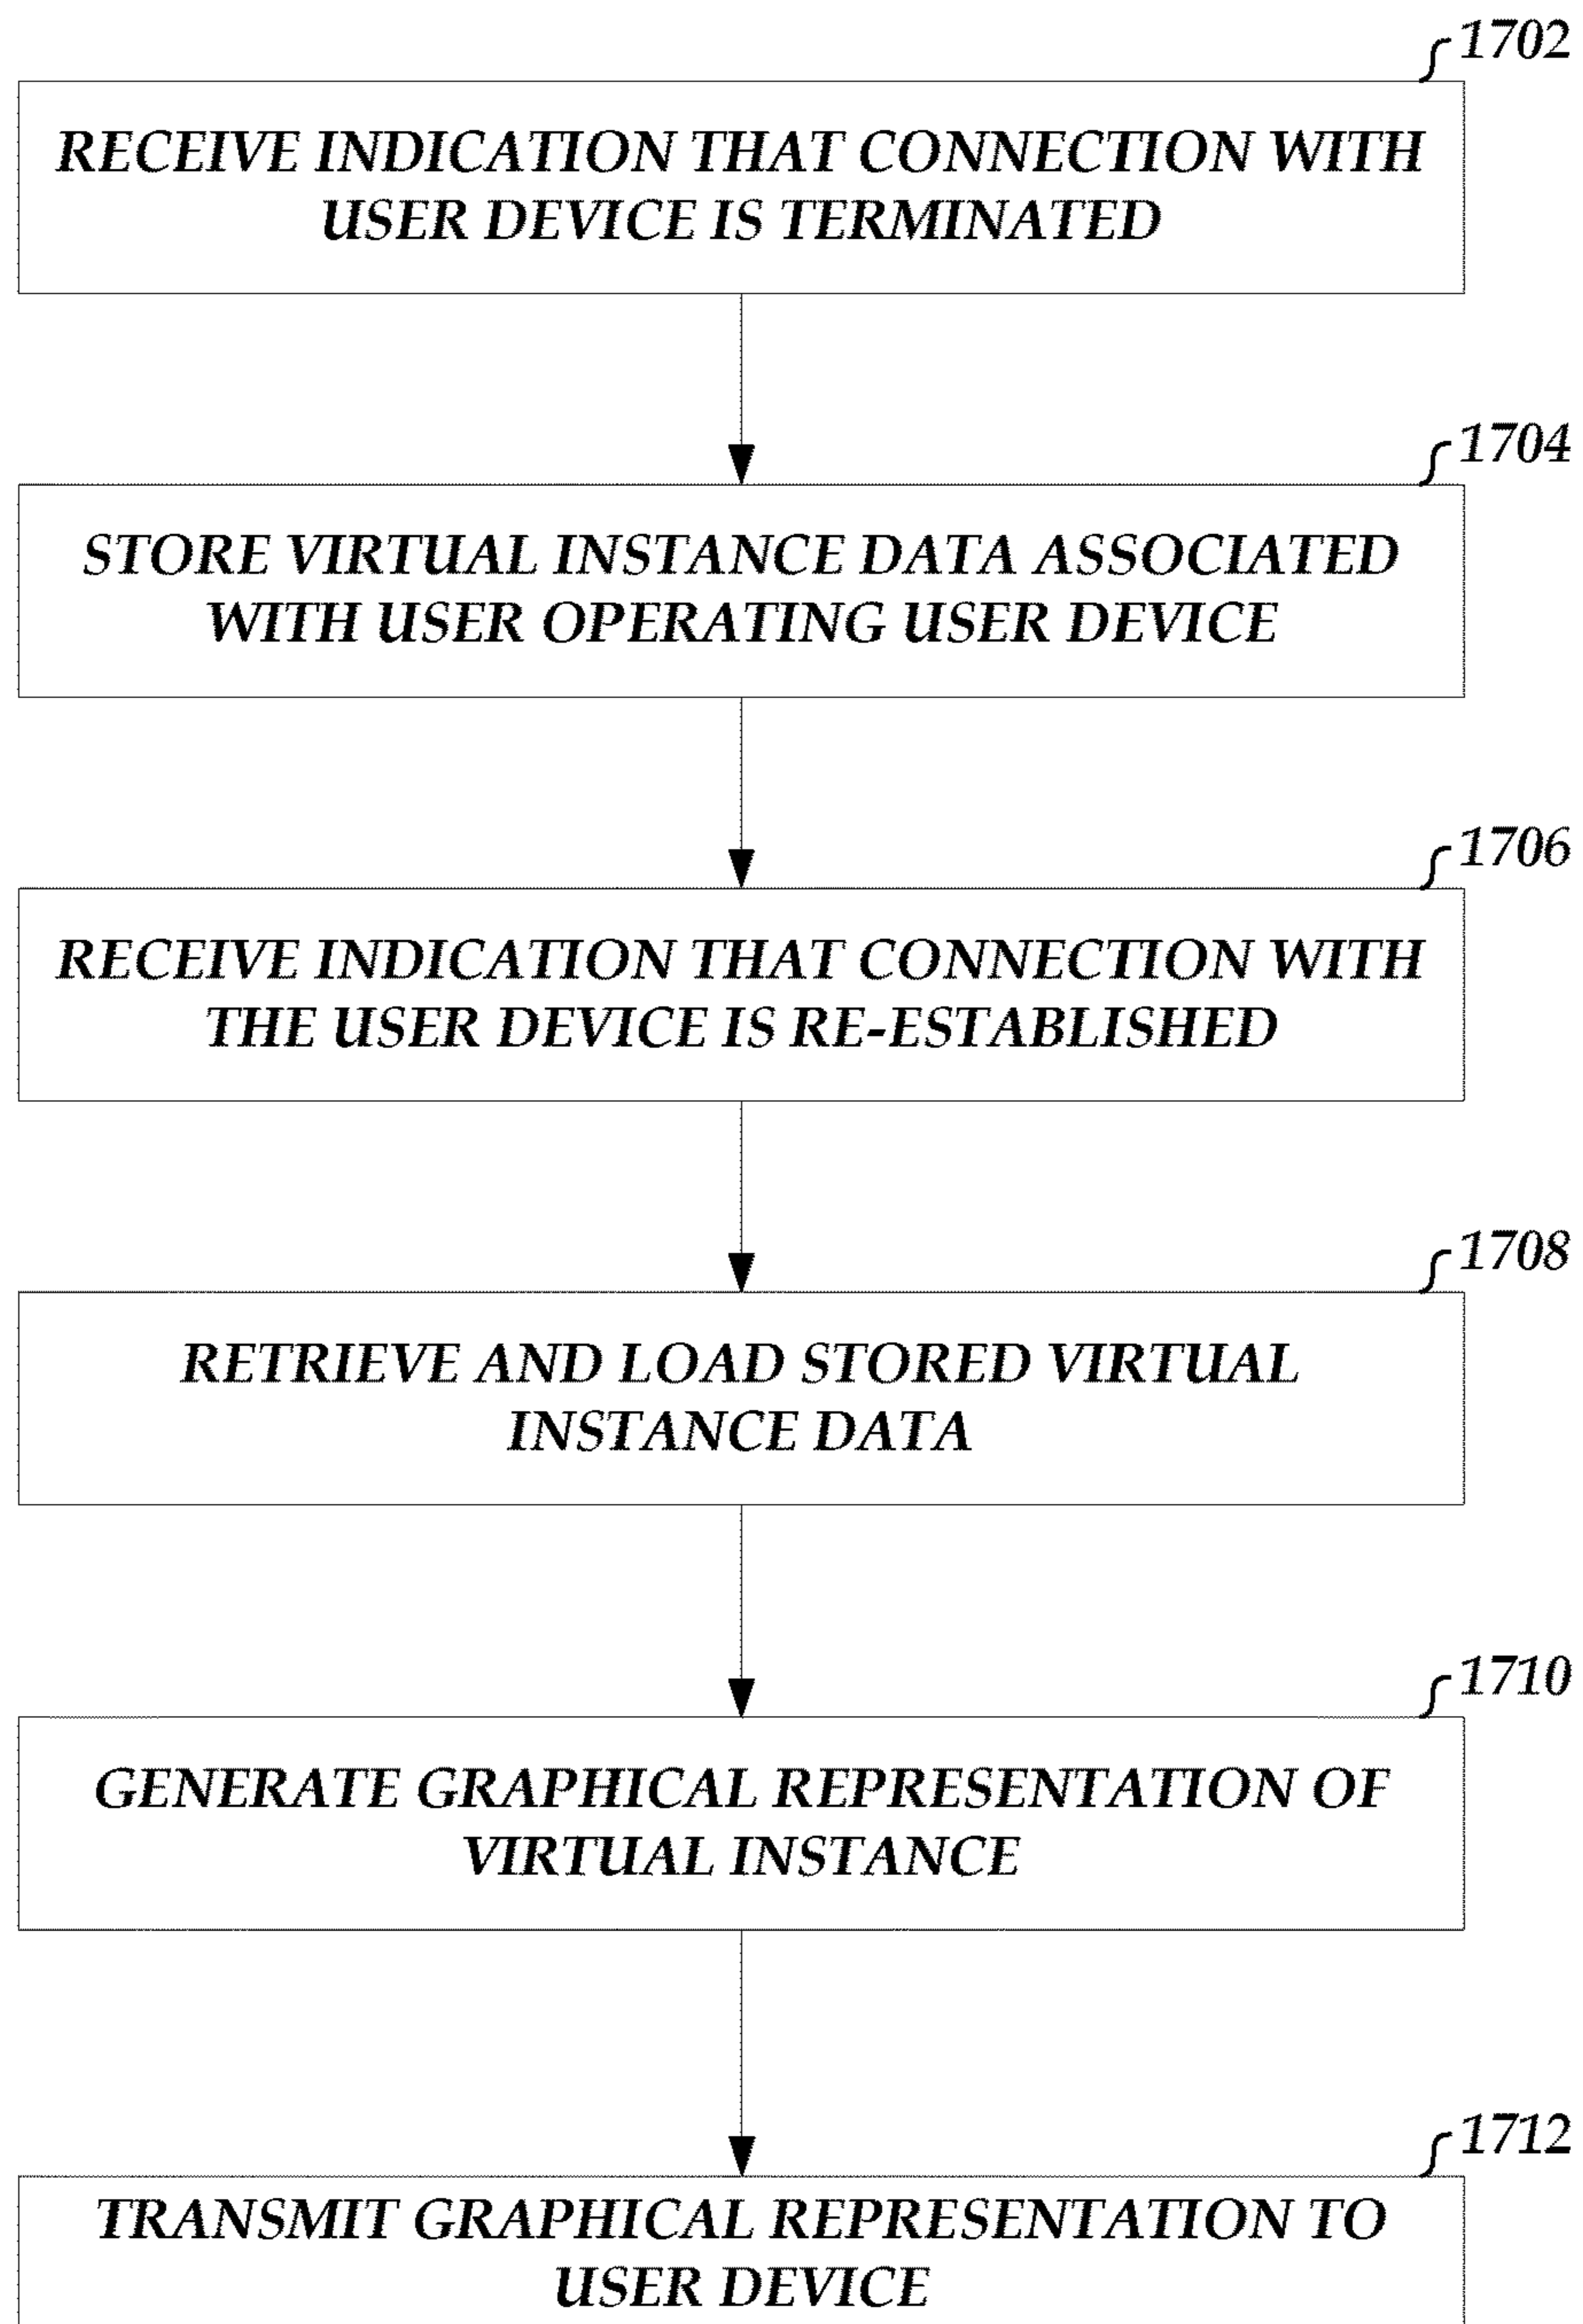 1702
RECEIVE INDICATION THAT CONNECTION WITH
USER DEVICE IS TERMINATED
1704
STORE VIRTUAL INSTANCE DATA ASSOCIATED
WITH USER OPERATING USER DEVICE
1706
RECEIVE INDICATION THAT CONNECTION WITH
THE USER DEVICE IS RE-ESTABLISHED
1708
RETRIEVE AND LOAD STORED VIRTUAL
INSTANCE DATA
1710
GENERATE GRAPHICAL REPRESENTATION OF
VIRTUAL INSTANCE
1712
TRANSMIT GRAPHICAL REPRESENTATION TO
USER DEVICE